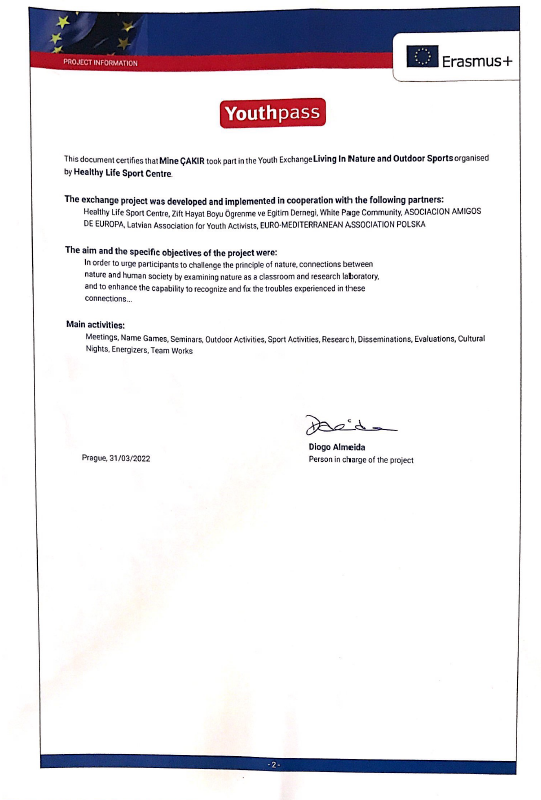 PROJECT INFORMATION
Erasmus+
Youthpass
This document certifies that Mine ÇAKIR took part in the Youth Exchange Living In Nature and Outdoor Sports organised
by Healthy Life Sport Centre.
The exchange project was developed and implemented in cooperation with the following partners:
Healthy Life Sport Centre, Zift Hayat Boyu Ögrenme ve Egitim Dernegi, White Page Community, ASOCIACION AMIGOS
DE EUROPA, Latvian Association for Youth Activists, EURO-MEDITERRANEAN ASSOCIATION POLSKA
The aim and the specific objectives of the project were:
In order to urge participants to challenge the principle of nature, connections between
nature and human society by examining nature as a classroom and research laboratory,
and to enhance the capability to recognize and fix the troubles experienced in these
connections...
Main activities:
Meetings, Name Games, Seminars, Outdoor Activities, Sport Activities, Research, Disseminations, Evaluations, Cultural
Nights, Energizers, Team Works
Diogo Almeida
Prague, 31/03/2022
Person in charge of the project
- 2 -